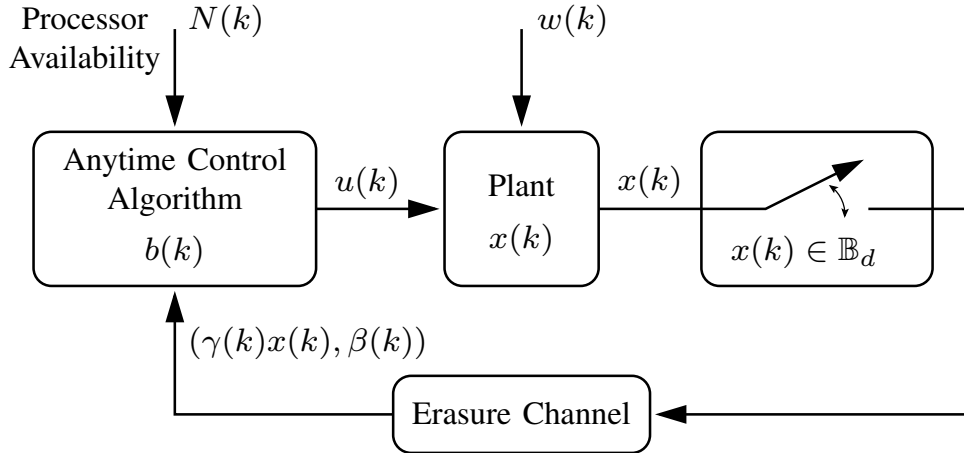 Processor
Availability
N(k)
w(k)
Anytime Control
Algorithm
b(k)
u(k)
Plant
x(k)
x(k)
x(k) ∈ 𝔹_d
(γ(k)x(k), β(k))
Erasure Channel